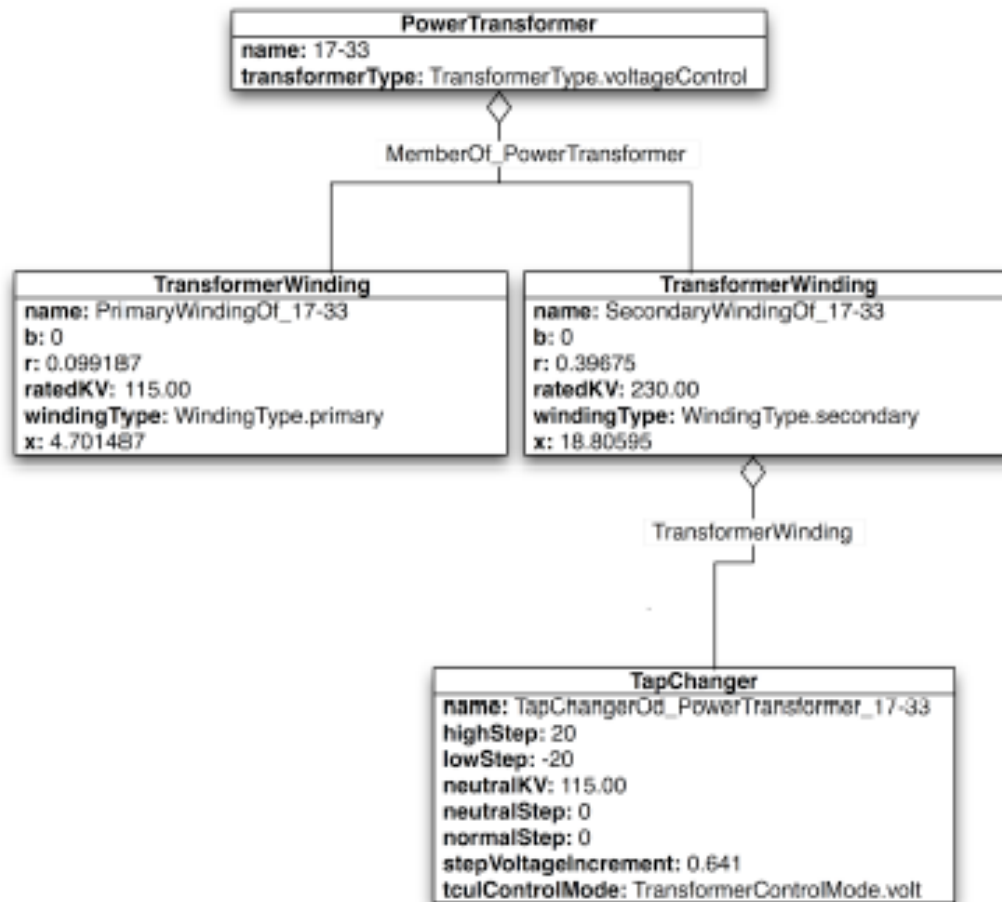 PowerTransformer
name: 17-33
transformerType: TransformerType.voltageControl
MemberOf_PowerTransformer
TransformerWinding
name: PrimaryWindingOf_17-33
b: 0
r: 0.099187
ratedKV: 115.00
windingType: WindingType.primary
x: 4.701487
TransformerWinding
name: SecondaryWindingOf_17-33
b: 0
r: 0.39675
ratedKV: 230.00
windingType: WindingType.secondary
x: 18.80595
TransformerWinding
TapChanger
name: TapChangerOd_PowerTransformer_17-33
highStep: 20
lowStep: -20
neutralKV: 115.00
neutralStep: 0
normalStep: 0
stepVoltageIncrement: 0.641
tculControlMode: TransformerControlMode.volt